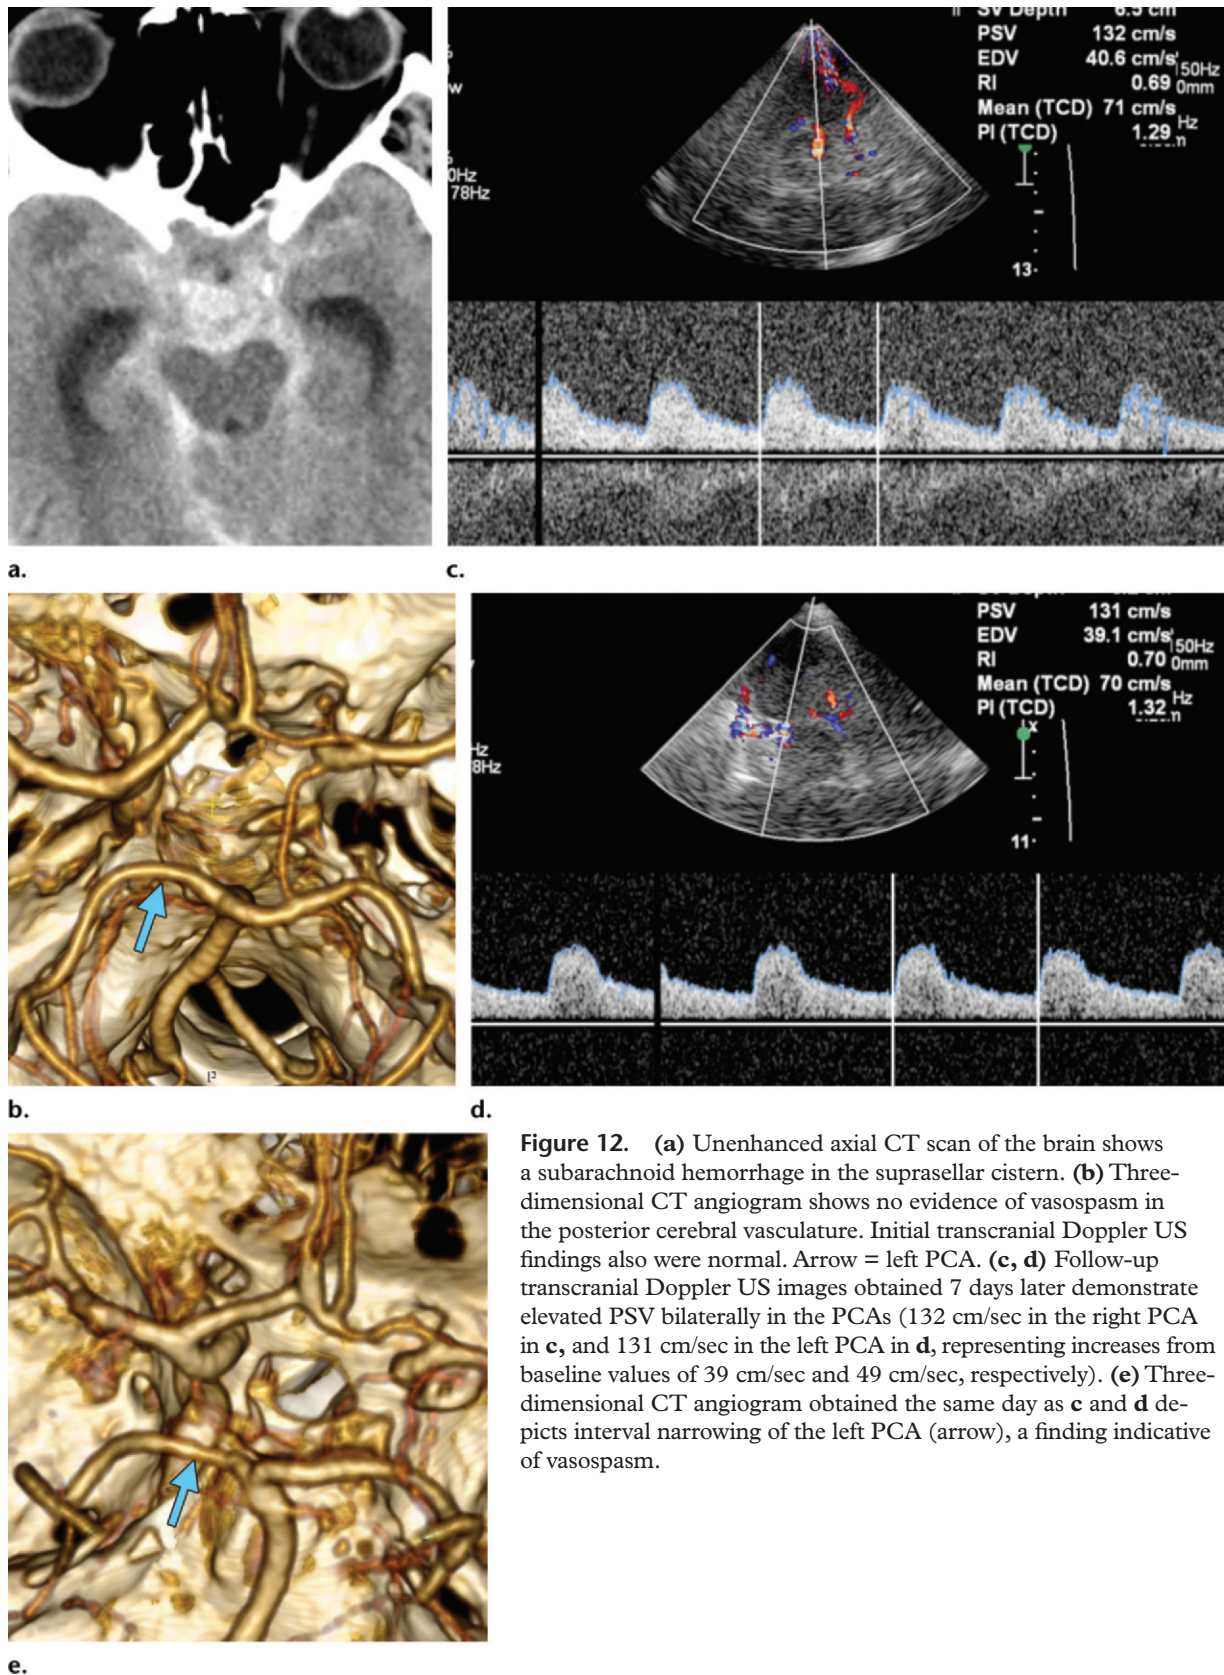 SV Depth 6.5 cm
PSV 132 cm/s
EDV 40.6 cm/s
50Hz
RI 0.69 0mm
Mean (TCD) 71 cm/s
Hz
PI (TCD) 1.29
w
0Hz
78Hz
13
a.
c.
PSV 131 cm/s
EDV 39.1 cm/s
50Hz
RI 0.70 0mm
Mean (TCD) 70 cm/s
Hz
PI (TCD) 1.32
x
Hz
8Hz
11
b.
d.
Figure 12. (a) Unenhanced axial CT scan of the brain shows
a subarachnoid hemorrhage in the suprasellar cistern. (b) Three-
dimensional CT angiogram shows no evidence of vasospasm in
the posterior cerebral vasculature. Initial transcranial Doppler US
findings also were normal. Arrow = left PCA. (c, d) Follow-up
transcranial Doppler US images obtained 7 days later demonstrate
elevated PSV bilaterally in the PCAs (132 cm/sec in the right PCA
in c, and 131 cm/sec in the left PCA in d, representing increases from
baseline values of 39 cm/sec and 49 cm/sec, respectively). (e) Three-
dimensional CT angiogram obtained the same day as c and d de-
picts interval narrowing of the left PCA (arrow), a finding indicative
of vasospasm.
e.